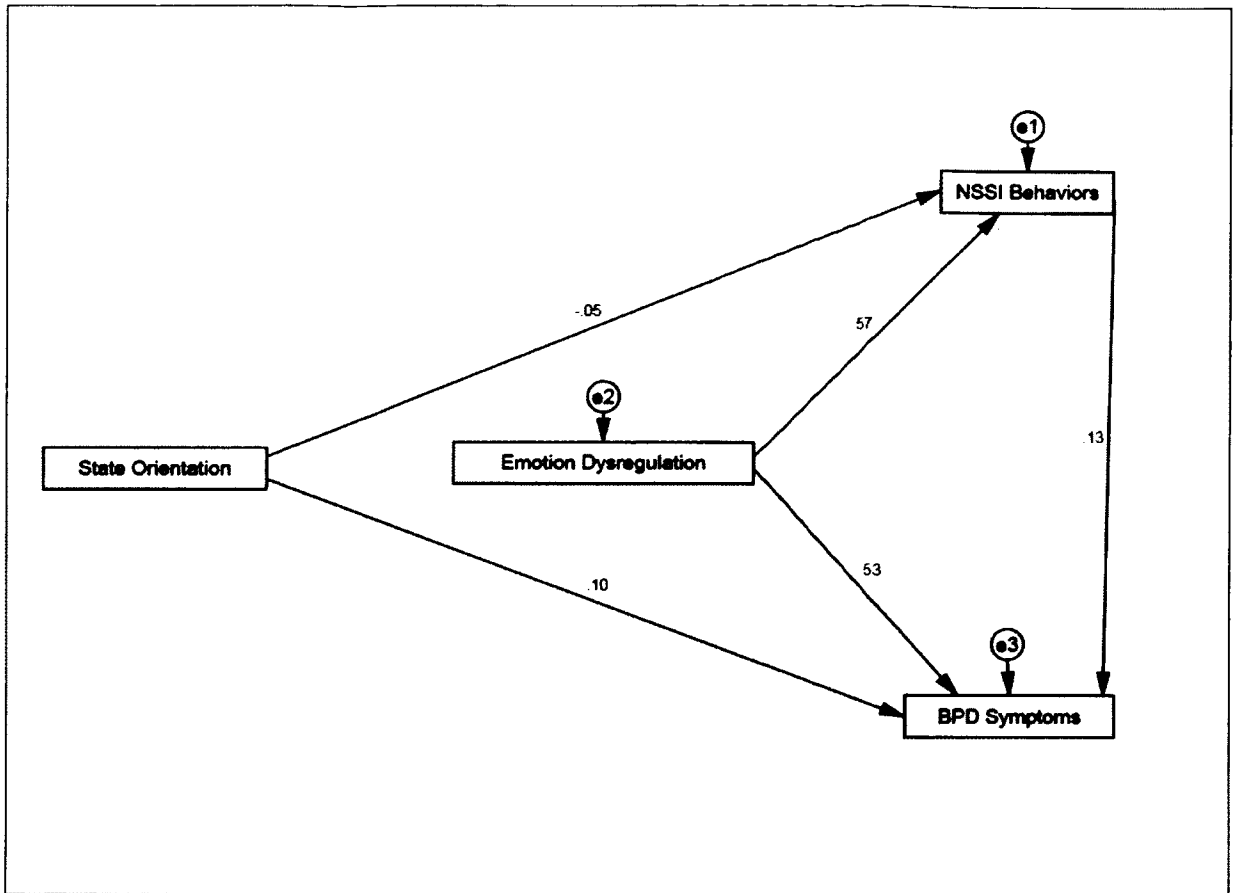 e1
NSSI Behaviors
-.05
57
e2
State Orientation
Emotion Dysregulation
.13
.10
53
e3
BPD Symptoms